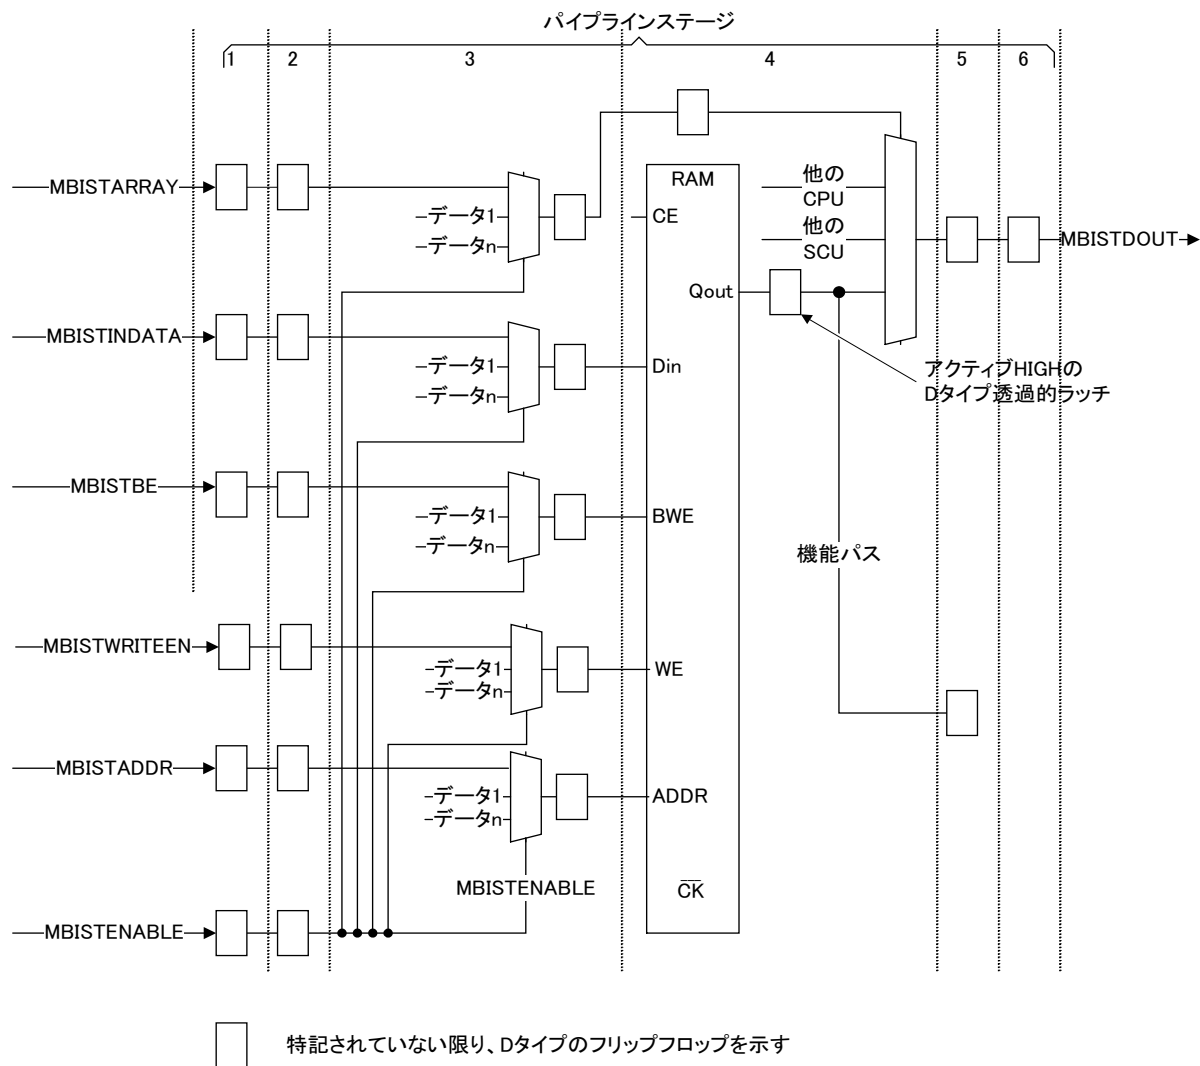 パイプラインステージ
1
2
3
4
5
6
MBISTARRAY
データ1
データn
RAM
CE
他の
CPU
他の
SCU
MBISTDOUT
Qout
MBISTINDATA
データ1
データn
Din
アクティブHIGHの
Dタイプ透過的ラッチ
MBISTBE
データ1
データn
BWE
機能パス
MBISTWRITEEN
データ1
データn
WE
MBISTADDR
データ1
データn
ADDR
MBISTENABLE
CK
MBISTENABLE
特記されていない限り、Dタイプのフリップフロップを示す